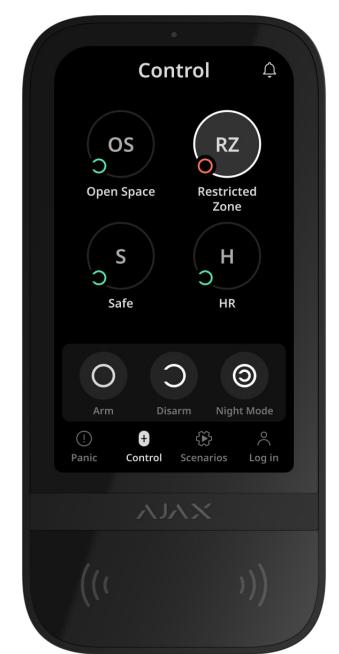 Control
OS
RZ
Open Space
Restricted
Zone
S
H
Safe
HR
Arm
Disarm
Night Mode
Panic
Control
Scenarios
Log in
AJAX